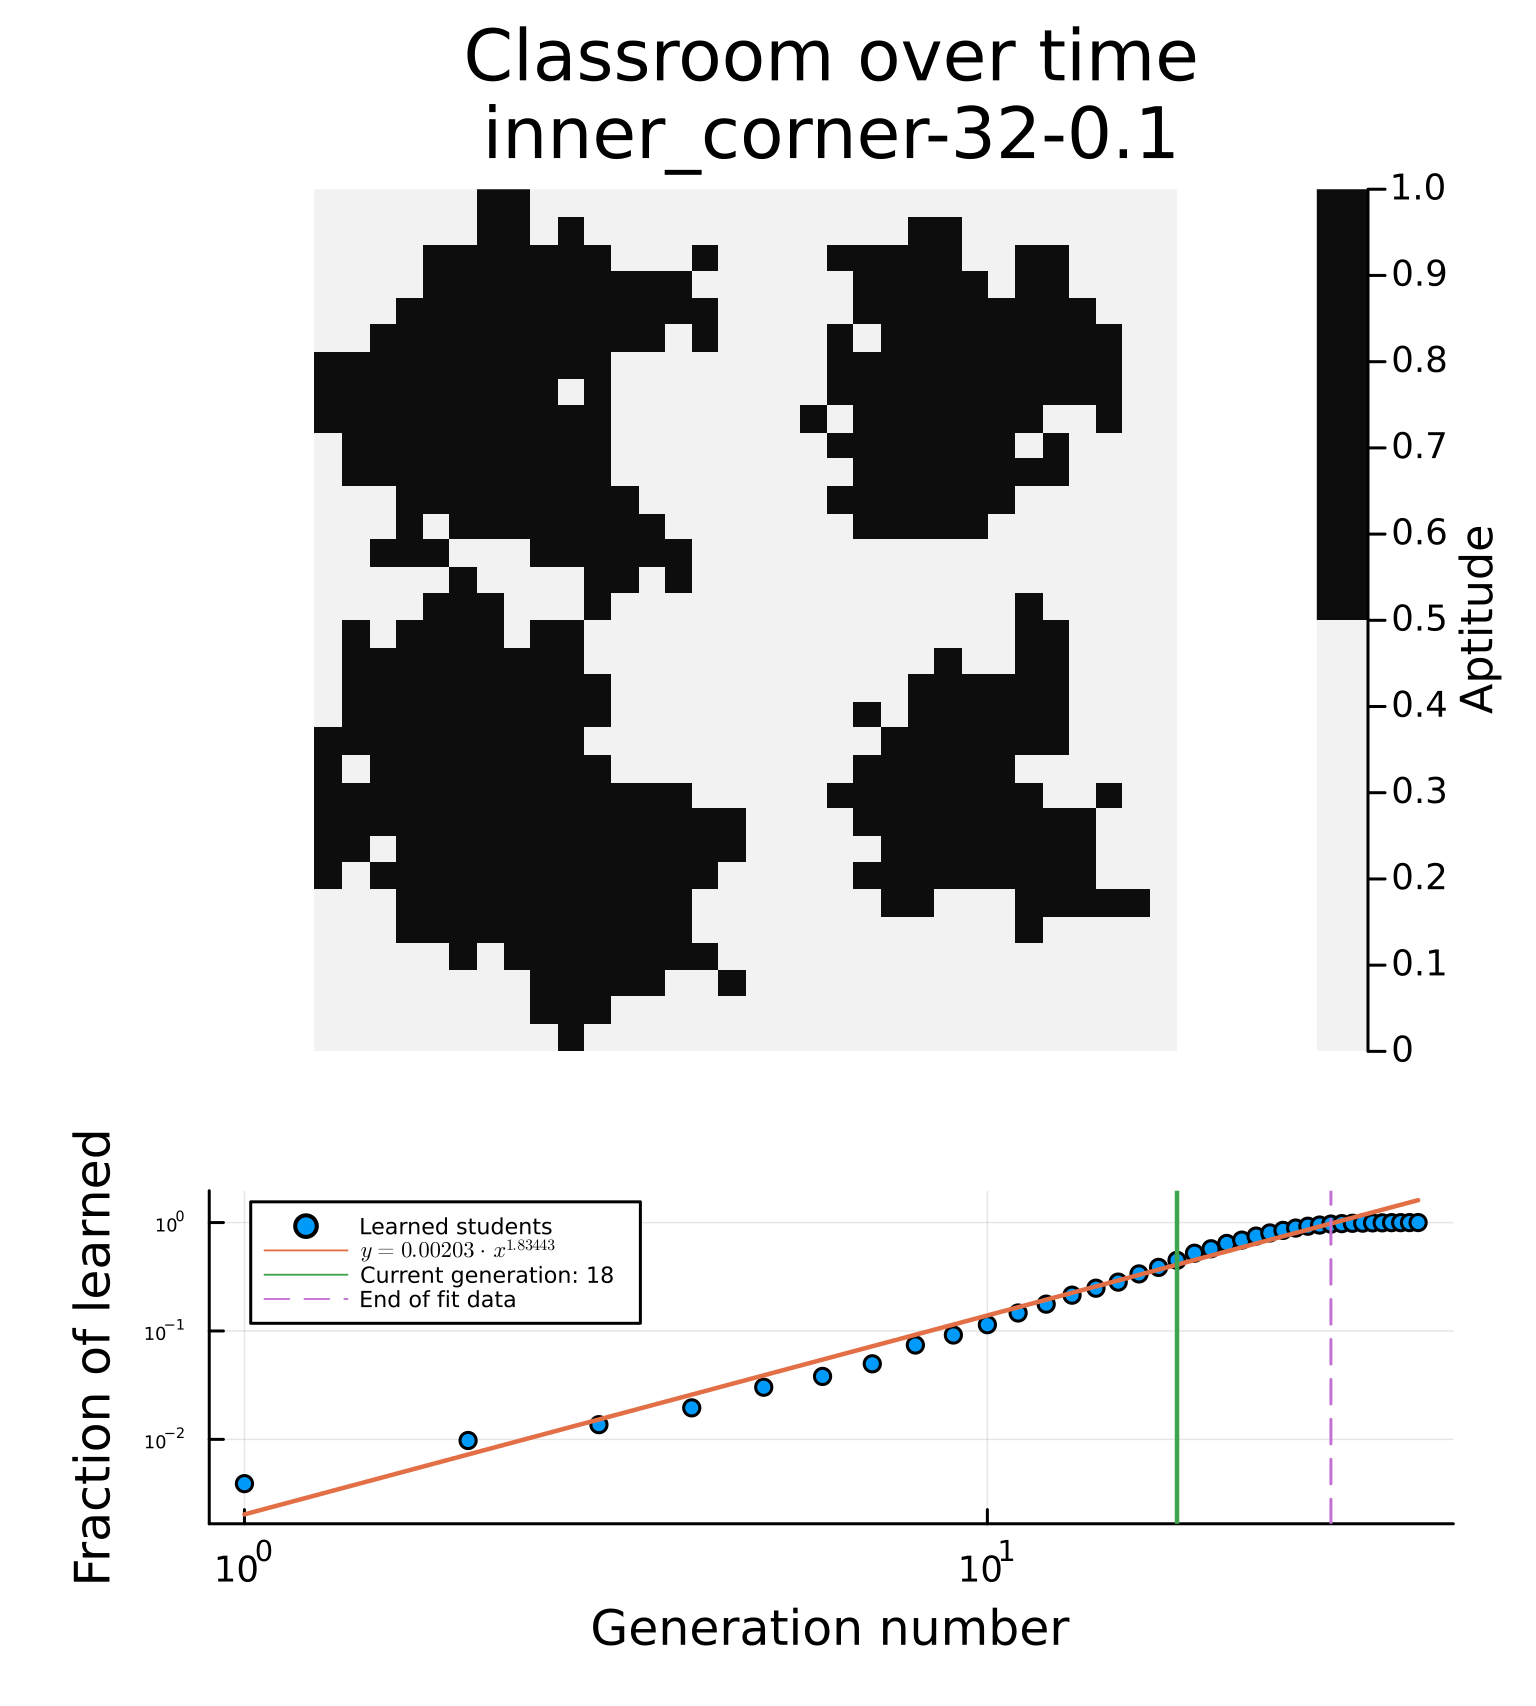 Classroom over time
inner_corner-32-0.1
1.0
0.9
0.8
0.7
0.6
0.5
0.4
0.3
0.2
0.1
0
Aptitude
Fraction of learned
10^0
10^-1
10^-2
Learned students
y = 0.00203 · x^1.83443
Current generation: 18
End of fit data
10^0
10^1
Generation number